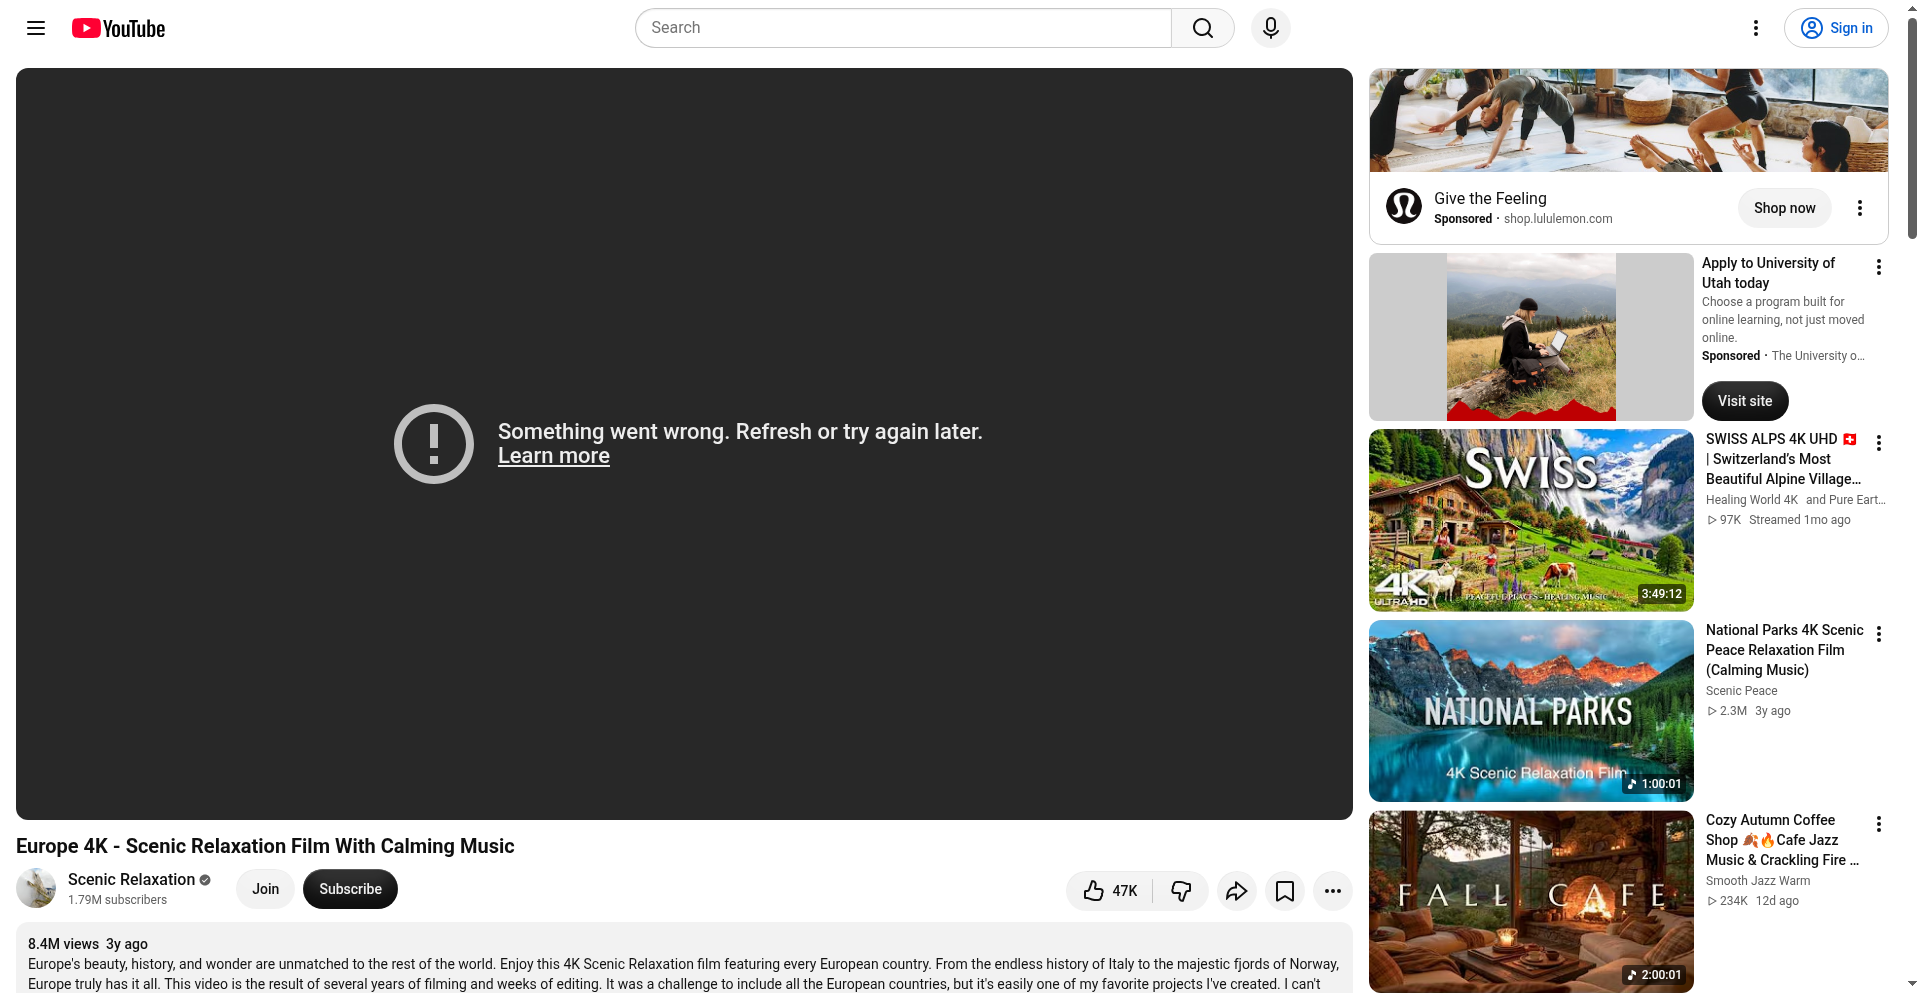 YouTube
Search
Sign in
Something went wrong. Refresh or try again later.
Learn more
Europe 4K - Scenic Relaxation Film With Calming Music
Scenic Relaxation
1.79M subscribers
Join
Subscribe
47K
8.4M views 3y ago
Europe's beauty, history, and wonder are unmatched to the rest of the world. Enjoy this 4K Scenic Relaxation film featuring every European country. From the endless history of Italy to the majestic fjords of Norway,
Europe truly has it all. This video is the result of several years of filming and weeks of editing. It was a challenge to include all the European countries, but it's easily one of my favorite projects I've created. I can't
Give the Feeling
Sponsored · shop.lululemon.com
Shop now
Apply to University of
Utah today
Choose a program built for
online learning, not just moved
online.
Sponsored · The University o...
Visit site
SWISS
4K
ULTRA HD
PEACEFUL PLACES - HEALING MUSIC
3:49:12
SWISS ALPS 4K UHD 🇨🇭
| Switzerland's Most
Beautiful Alpine Village...
Healing World 4K and Pure Eart...
97K Streamed 1mo ago
NATIONAL PARKS
4K Scenic Relaxation Film
1:00:01
National Parks 4K Scenic
Peace Relaxation Film
(Calming Music)
Scenic Peace
2.3M 3y ago
FALL CAFE
2:00:01
Cozy Autumn Coffee
Shop 🍂🔥Cafe Jazz
Music & Crackling Fire ...
Smooth Jazz Warm
234K 12d ago